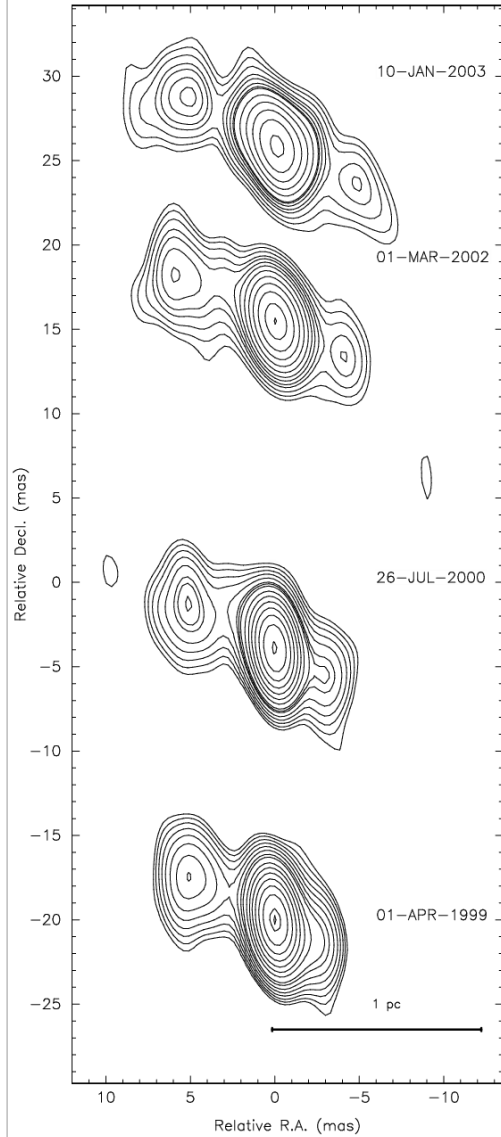 30
10-JAN-2003
25
20
01-MAR-2002
15
10
5
0
26-JUL-2000
-5
-10
-15
-20
01-APR-1999
-25
1 pc
10 5 0 -5 -10
Relative R.A. (mas)
Relative Decl. (mas)